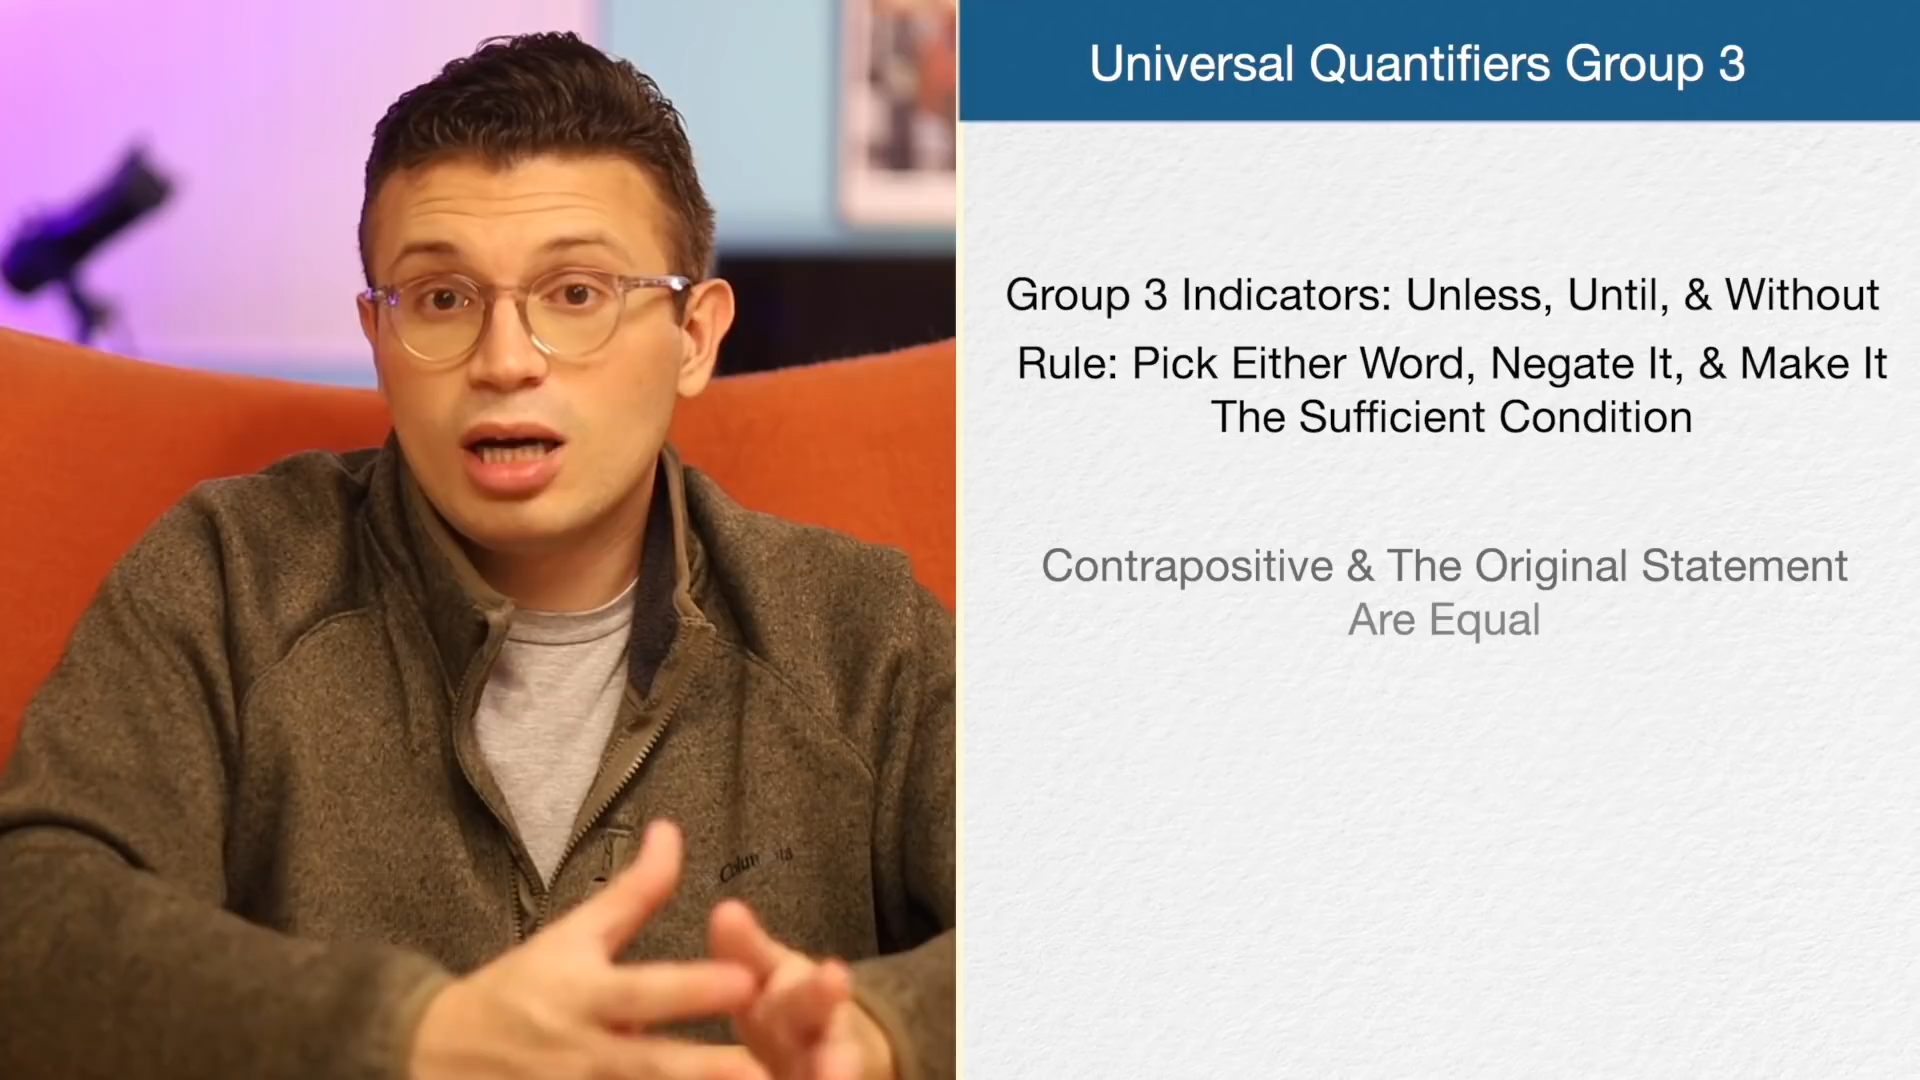 Universal Quantifiers Group 3
Group 3 Indicators: Unless, Until, & Without
Rule: Pick Either Word, Negate It, & Make It
The Sufficient Condition
Contrapositive & The Original Statement
Are Equal